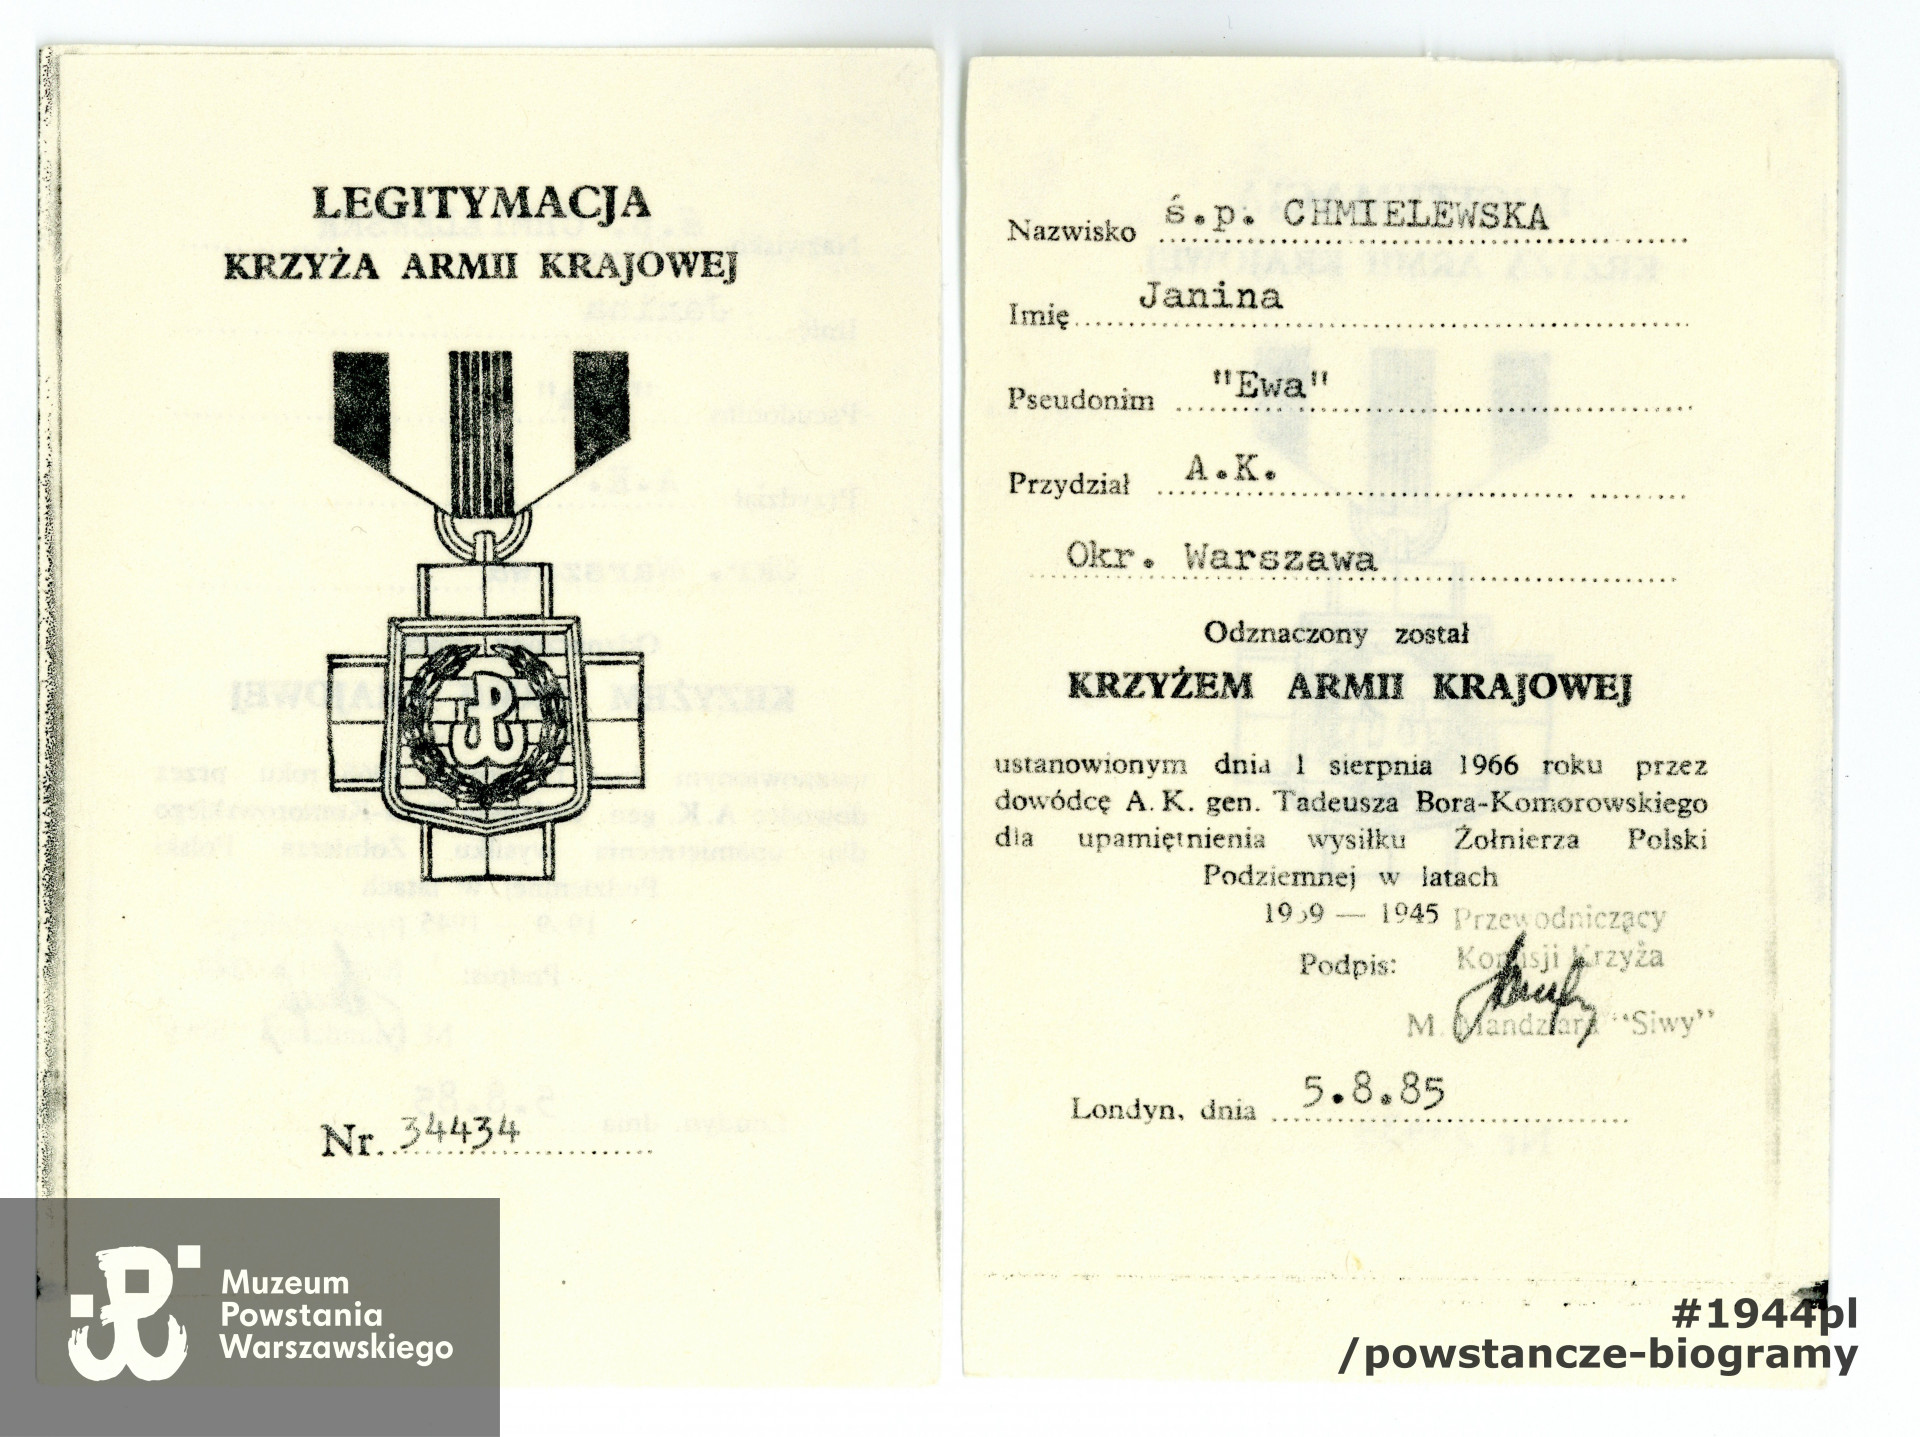 LEGITYMACJA
KRZYŻA ARMII KRAJOWEJ
Nr. 34434
Nazwisko ś.p. CHMIELEWSKA
Imię Janina
Pseudonim "Ewa"
Przydział A.K.
Okr. Warszawa
Odznaczony został
KRZYŻEM ARMII KRAJOWEJ
ustanowionym dnia 1 sierpnia 1966 roku przez
dowódcę A. K. gen. Tadeusza Bora-Komorowskiego
dla upamiętnienia wysiłku Żołnierza Polski
Podziemnej w latach
1939 — 1945
Przewodniczący
Komisji Krzyża
Podpis:
M. Mandziara "Siwy"
Londyn, dnia 5.8.85
Muzeum
Powstania
Warszawskiego
#1944pl
/powstancze-biogramy